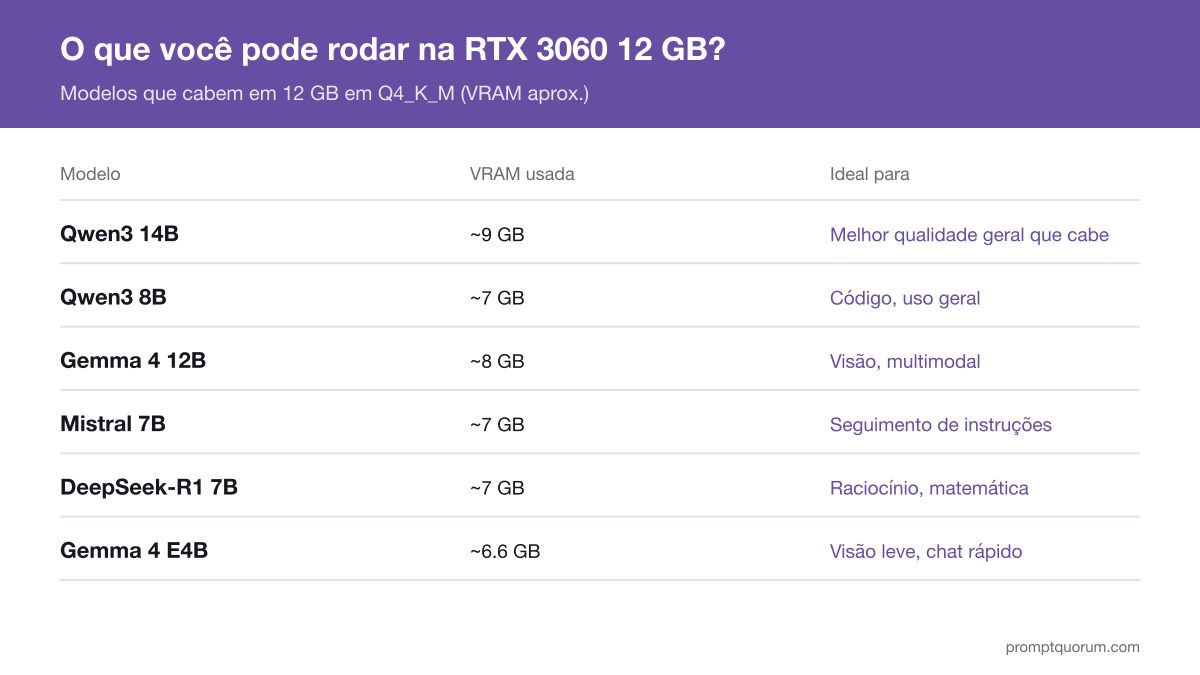 O que você pode rodar na RTX 3060 12 GB?
Modelos que cabem em 12 GB em Q4_K_M (VRAM aprox.)
Modelo VRAM usada Ideal para
Qwen3 14B ~9 GB Melhor qualidade geral que cabe
Qwen3 8B ~7 GB Código, uso geral
Gemma 4 12B ~8 GB Visão, multimodal
Mistral 7B ~7 GB Seguimento de instruções
DeepSeek-R1 7B ~7 GB Raciocínio, matemática
Gemma 4 E4B ~6.6 GB Visão leve, chat rápido
promptquorum.com